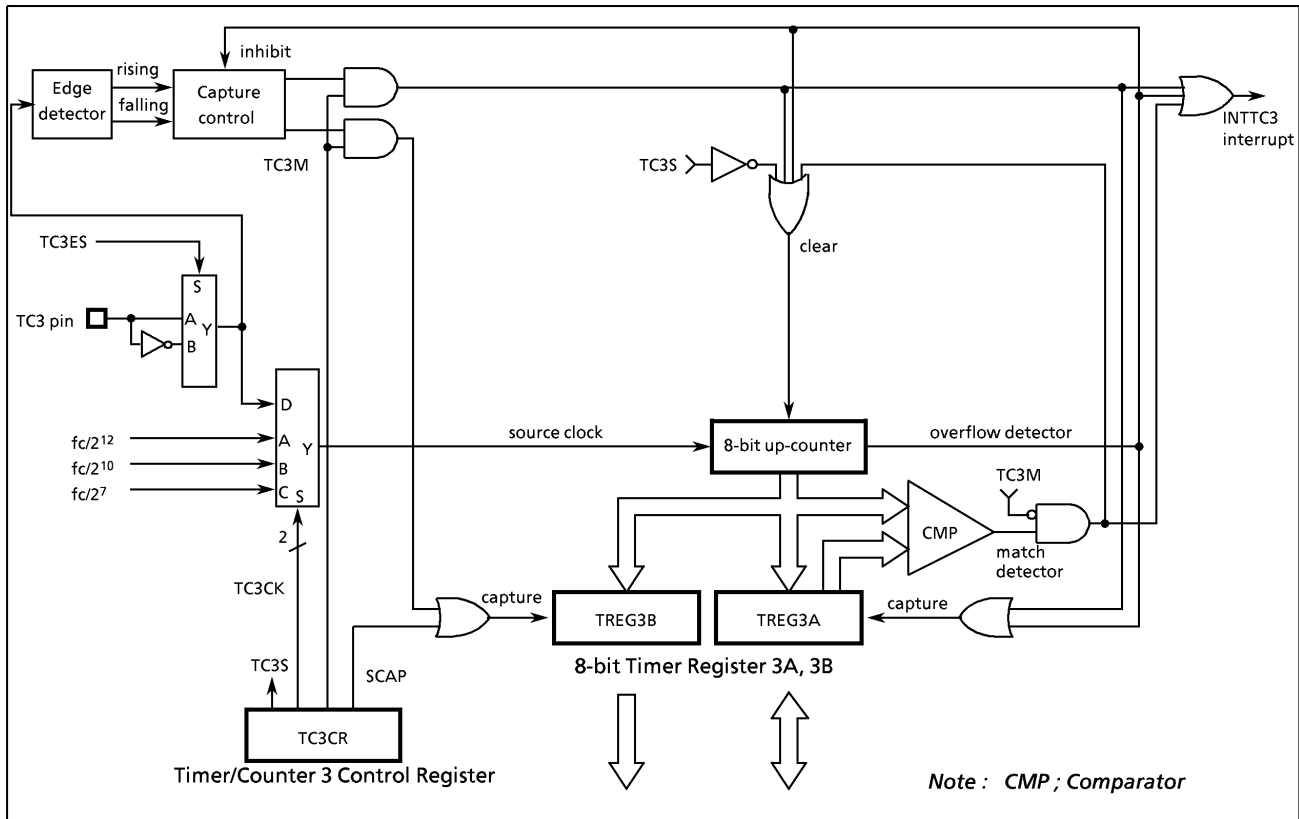 inhibit
rising
Edge
detector
falling
Capture
control
INTTC3
interrupt
TC3M
TC3S
clear
TC3ES
S
TC3 pin
A
Y
B
D
fc/2¹²
A
Y
source clock
8-bit up-counter
overflow detector
fc/2¹⁰
B
fc/2⁷
C
S
TC3M
CMP
match
detector
2
TC3CK
capture
TREG3B
TREG3A
capture
8-bit Timer Register 3A, 3B
TC3S
SCAP
TC3CR
Timer/Counter 3 Control Register
Note : CMP ; Comparator